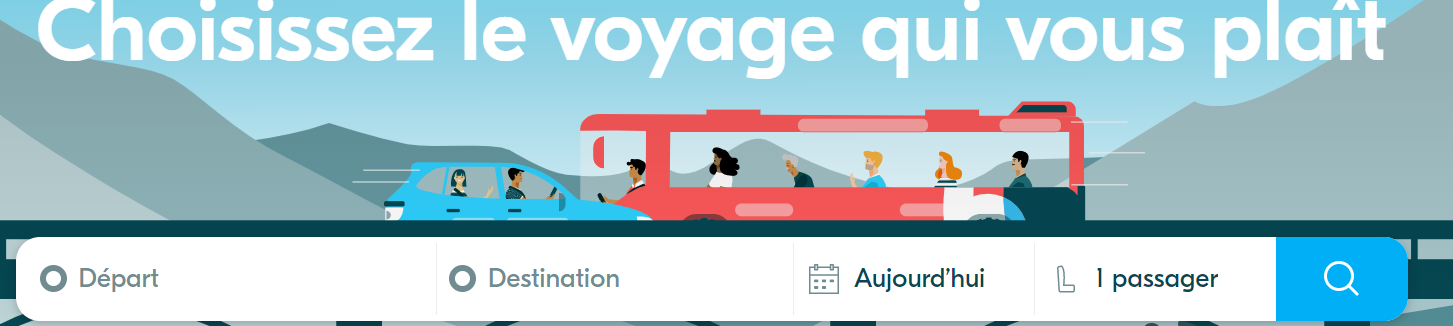 Choisissez le voyage qui vous plaît
Départ
Destination
Aujourd'hui
1 passager